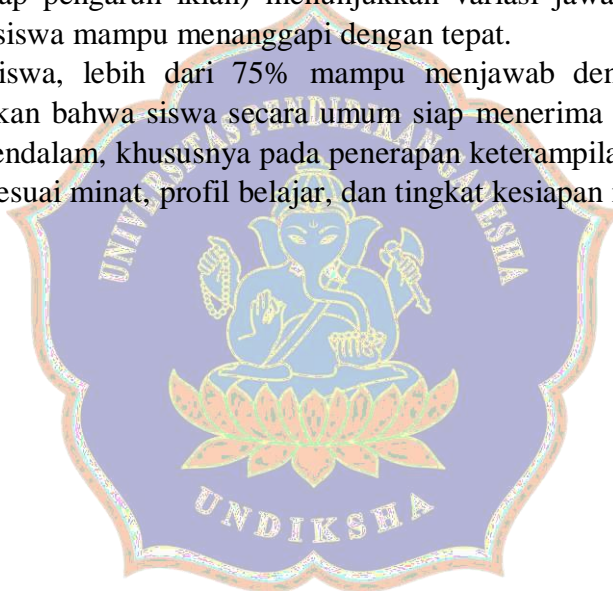 ap pengaruh iklan) menunjukkan variasi jawa
siswa mampu menanggapi dengan tepat.
iswa, lebih dari 75% mampu menjawab den
kan bahwa siswa secara umum siap menerima
endalam, khususnya pada penerapan keterampila
esuai minat, profil belajar, dan tingkat kesiapan
UNIVERSITAS PENDIDIKAN GANESHA
UNDIKSHA